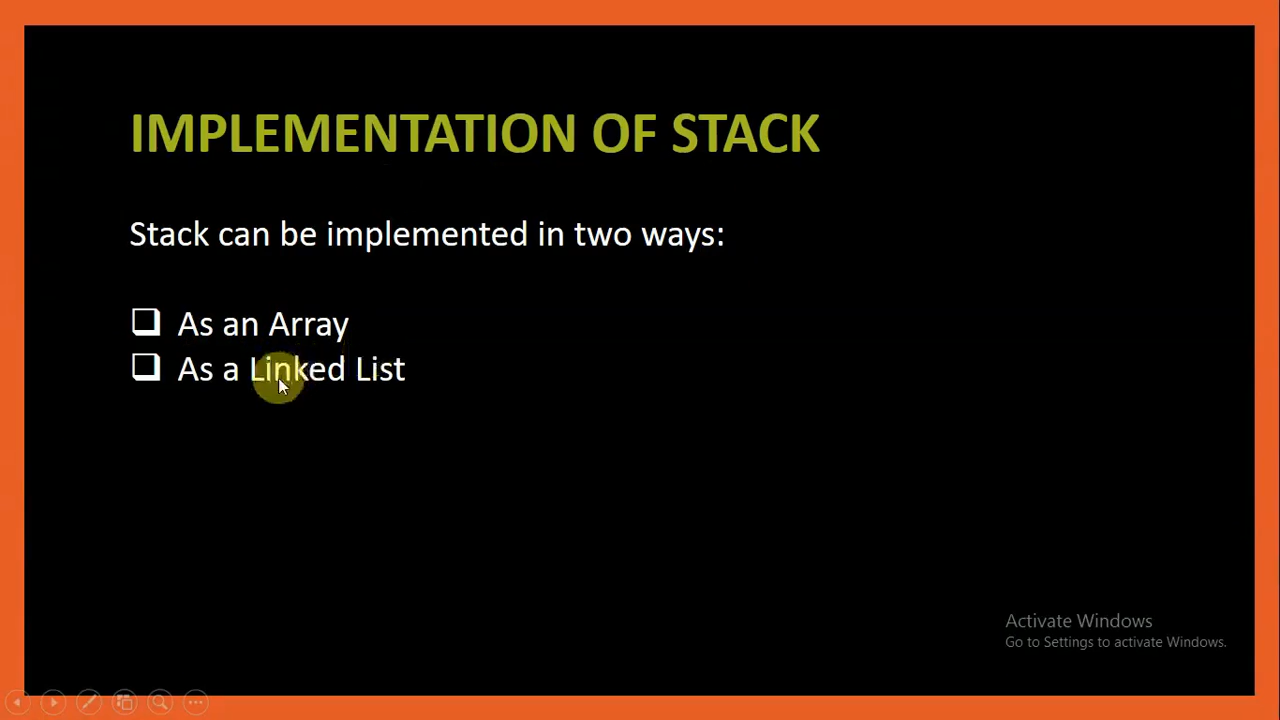 IMPLEMENTATION OF STACK
Stack can be implemented in two ways:
❑ As an Array
❑ As a Linked List
Activate Windows
Go to Settings to activate Windows.